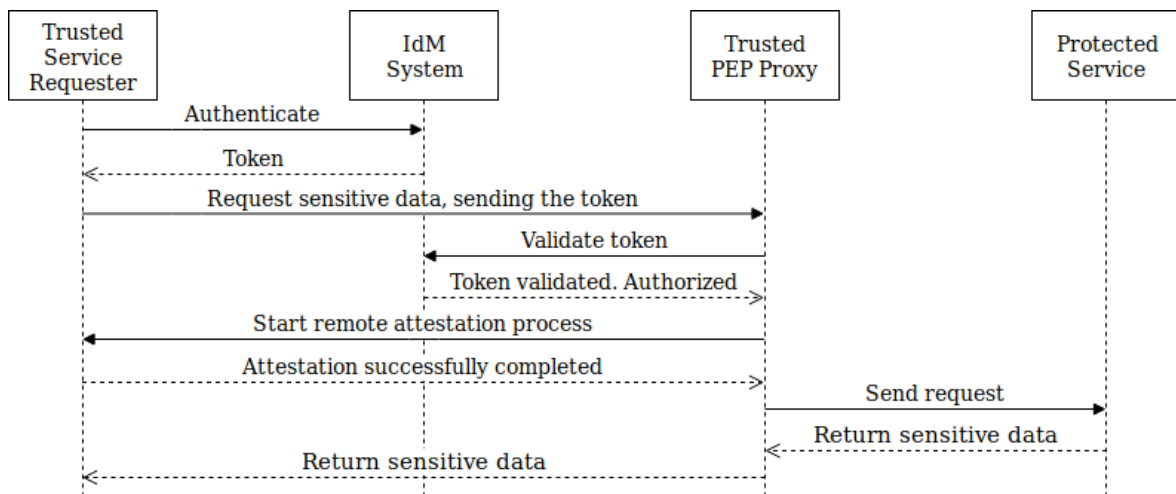 Trusted
Service
Requester
IdM
System
Trusted
PEP Proxy
Protected
Service
Authenticate
Token
Request sensitive data, sending the token
Validate token
Token validated. Authorized
Start remote attestation process
Attestation successfully completed
Send request
Return sensitive data
Return sensitive data